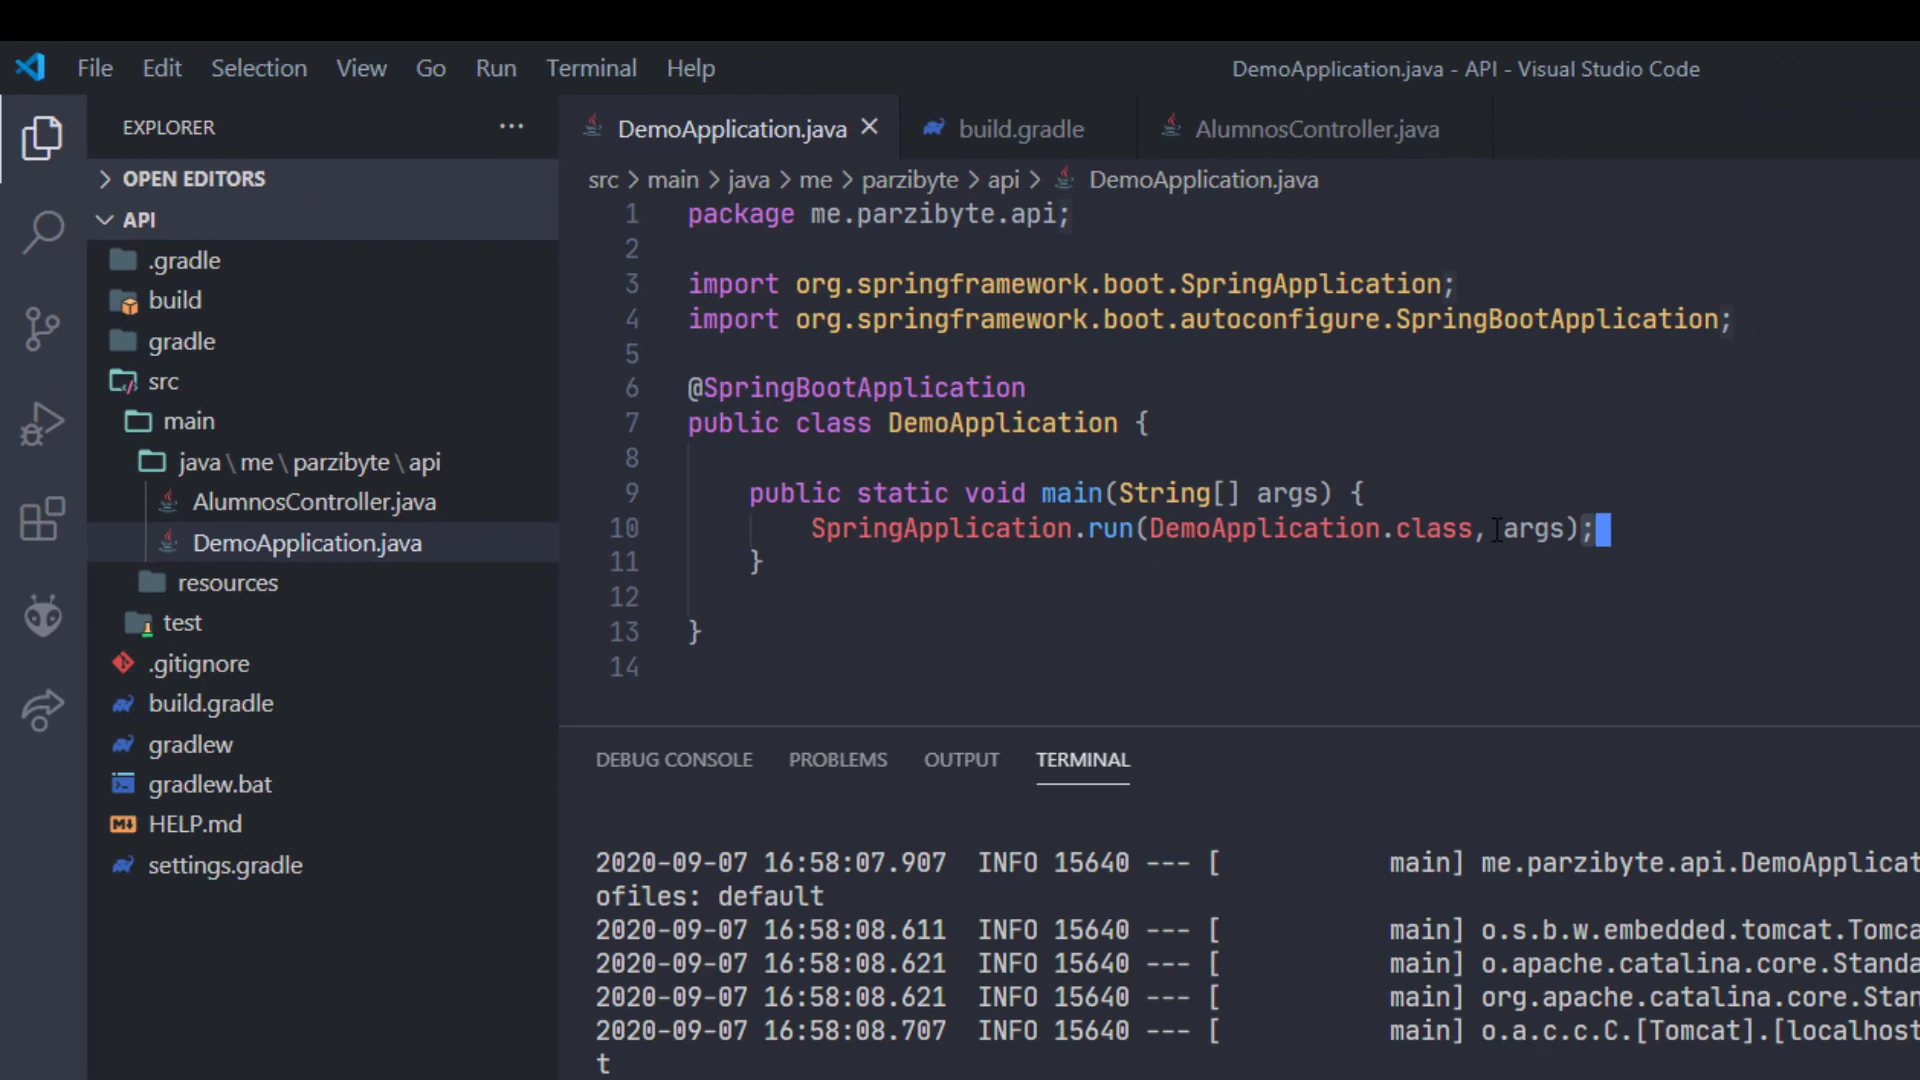 File Edit Selection View Go Run Terminal Help
DemoApplication.java - API - Visual Studio Code
EXPLORER ...
OPEN EDITORS
API
.gradle
build
gradle
src
main
java\me\parzibyte\api
AlumnosController.java
DemoApplication.java
resources
test
.gitignore
build.gradle
gradlew
gradlew.bat
HELP.md
settings.gradle
DemoApplication.java build.gradle AlumnosController.java
src > main > java > me > parzibyte > api > DemoApplication.java
1 package me.parzibyte.api;
2
3 import org.springframework.boot.SpringApplication;
4 import org.springframework.boot.autoconfigure.SpringBootApplication;
5
6 @SpringBootApplication
7 public class DemoApplication {
8
9 public static void main(String[] args) {
10 SpringApplication.run(DemoApplication.class, args);
11 }
12
13 }
14
DEBUG CONSOLE PROBLEMS OUTPUT TERMINAL
2020-09-07 16:58:07.907 INFO 15640 --- [ main] me.parzibyte.api.DemoApplicat
ofiles: default
2020-09-07 16:58:08.611 INFO 15640 --- [ main] o.s.b.w.embedded.tomcat.Tomca
2020-09-07 16:58:08.621 INFO 15640 --- [ main] o.apache.catalina.core.Standa
2020-09-07 16:58:08.621 INFO 15640 --- [ main] org.apache.catalina.core.Stan
2020-09-07 16:58:08.707 INFO 15640 --- [ main] o.a.c.c.C.[Tomcat].[localhost
t